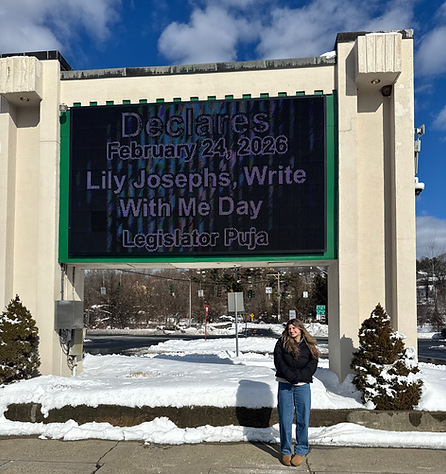 Declares
February 24, 2026
Lily Josephs, Write
With Me Day
Legislator Puja